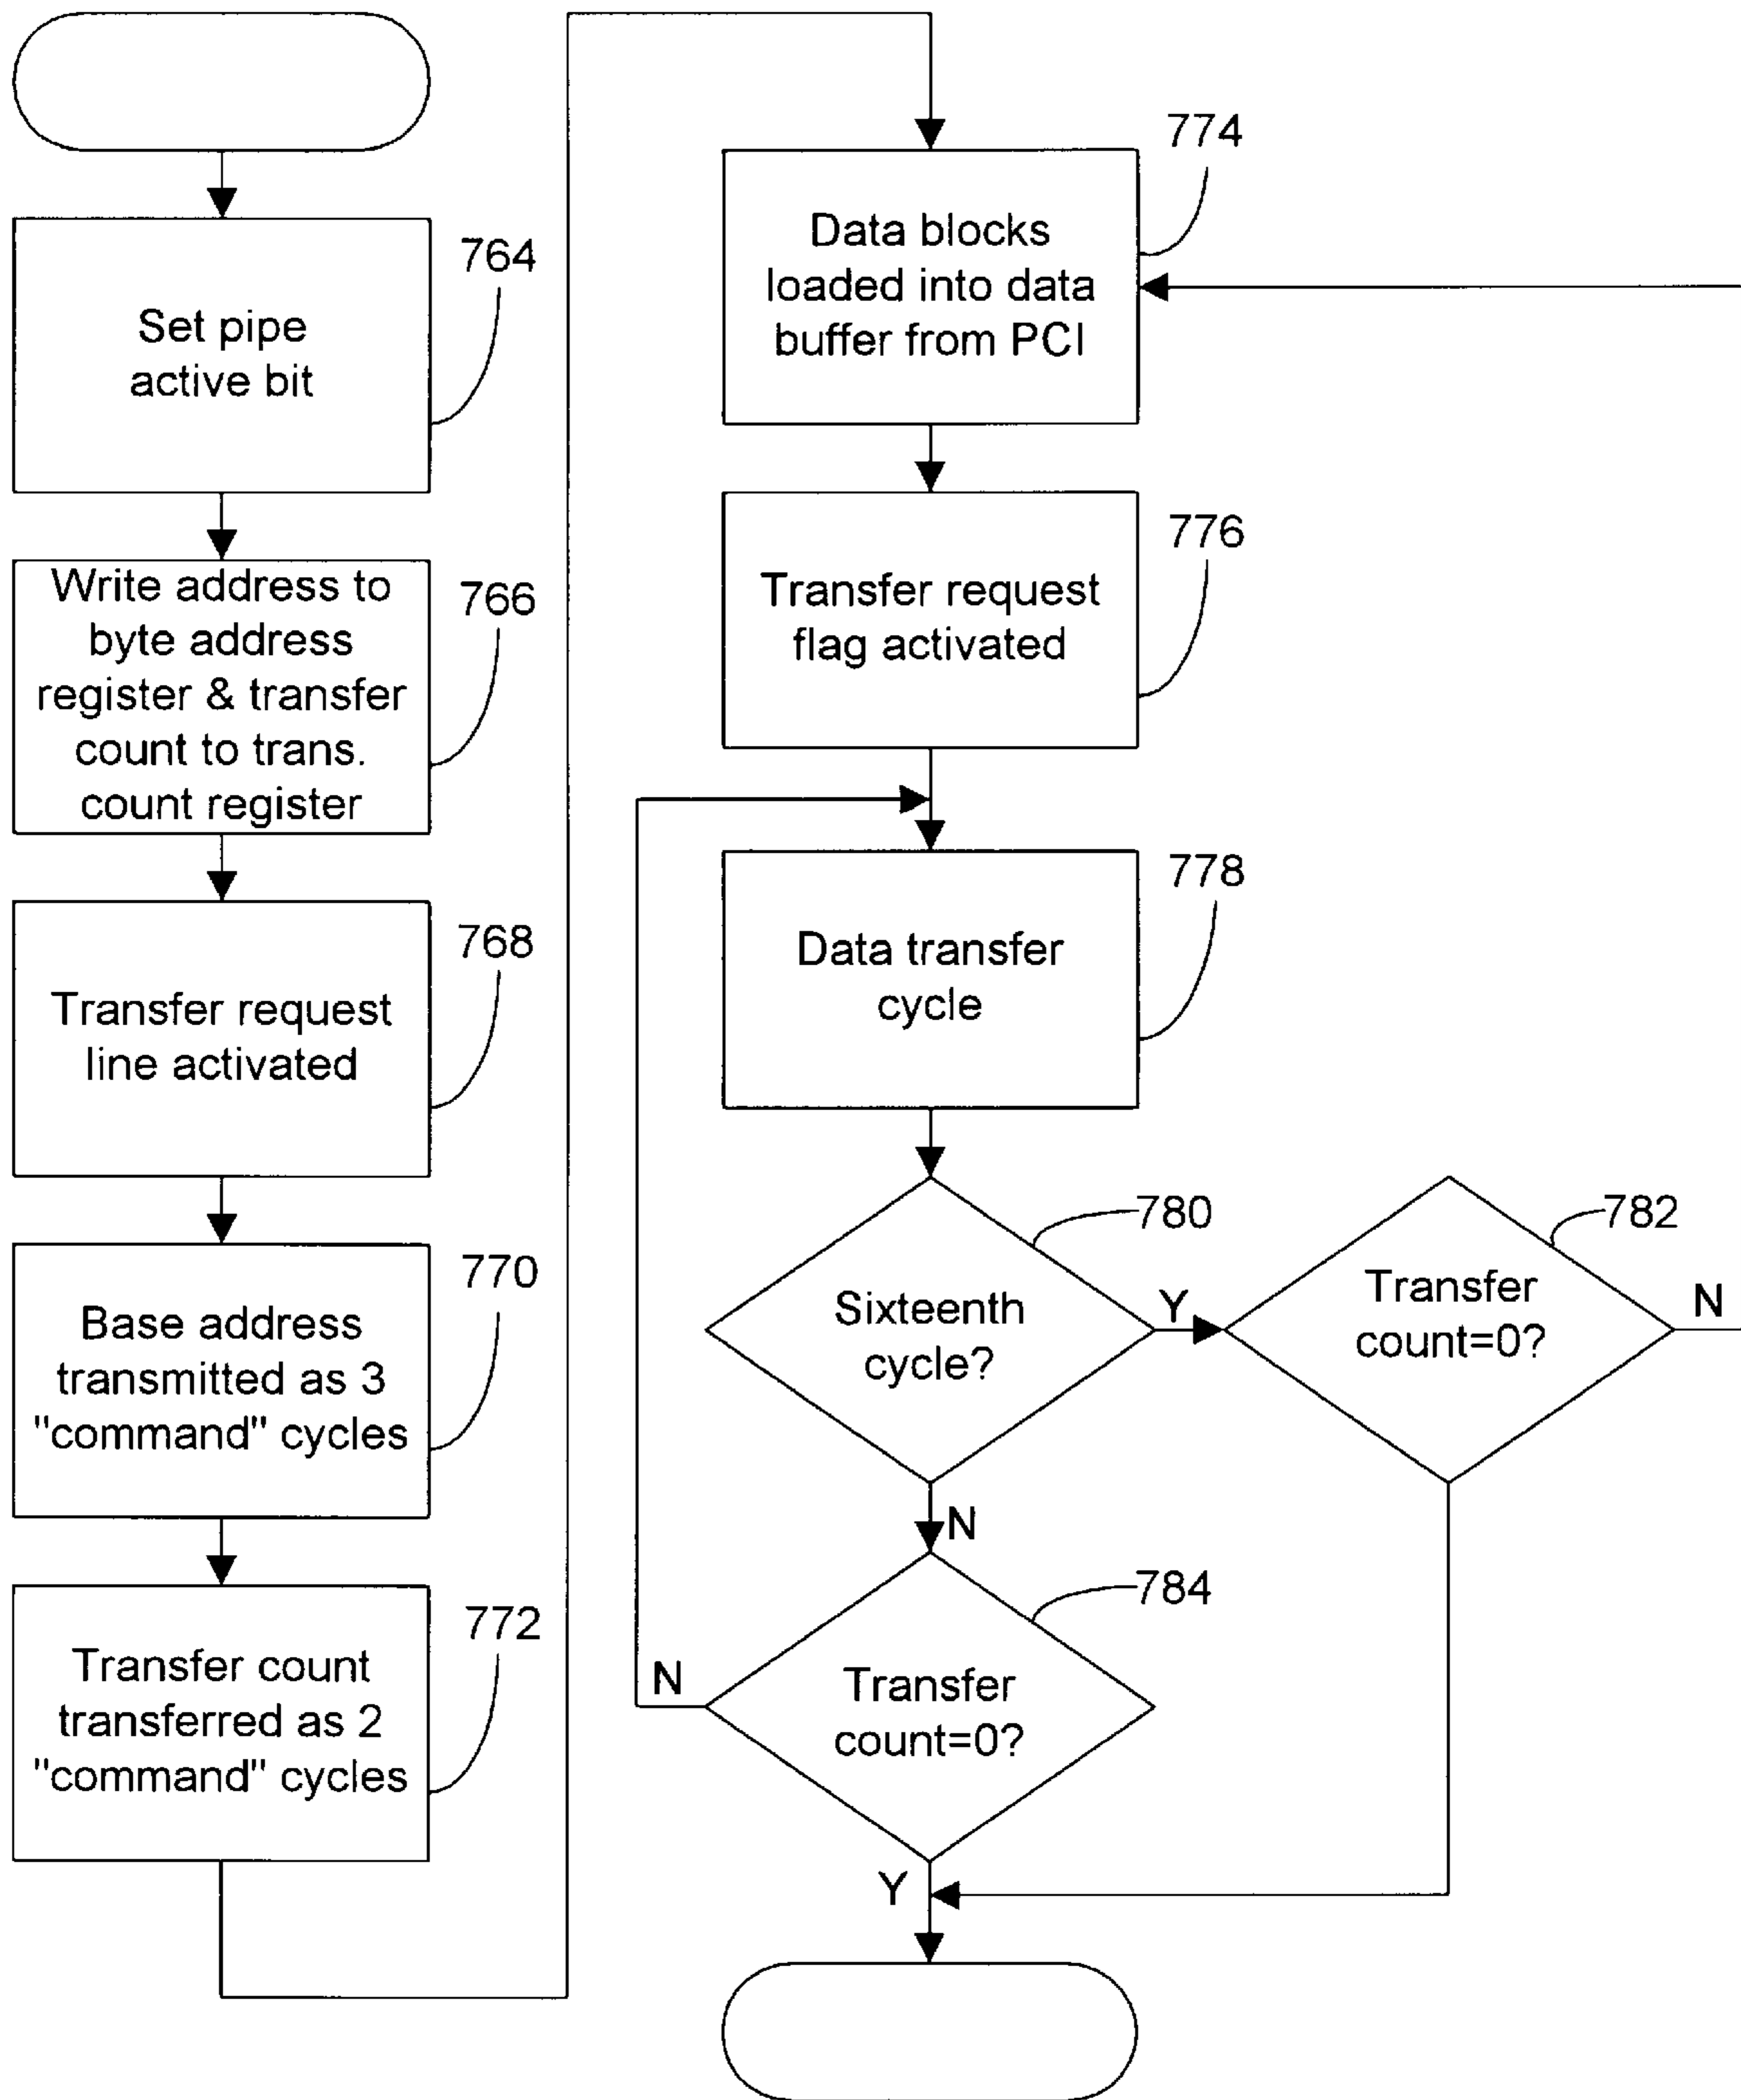 Set pipe
active bit
764
Write address to
byte address
register & transfer
count to trans.
count register
766
Transfer request
line activated
768
Base address
transmitted as 3
"command" cycles
770
Transfer count
transferred as 2
"command" cycles
772
Data blocks
loaded into data
buffer from PCI
774
Transfer request
flag activated
776
Data transfer
cycle
778
Sixteenth
cycle?
780
Y
N
Transfer
count=0?
782
N
Transfer
count=0?
784
N
Y